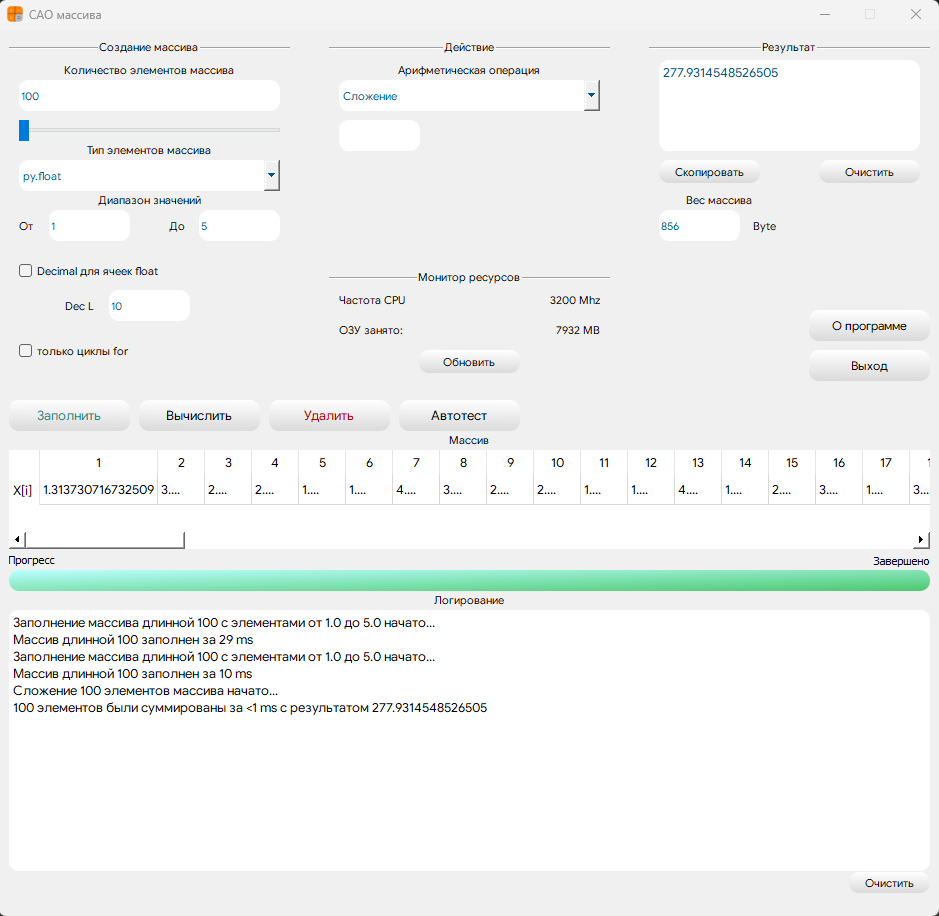 САО массива
Создание массива
Количество элементов массива
100
Тип элементов массива
py.float
Диапазон значений
От 1 До 5
Decimal для ячеек float
Dec L 10
только циклы for
Действие
Арифметическая операция
Сложение
Монитор ресурсов
Частота CPU 3200 Mhz
ОЗУ занято: 7932 MB
Обновить
Результат
277.9314548526505
Скопировать Очистить
Вес массива
856 Byte
О программе
Выход
Заполнить Вычислить Удалить Автотест
Массив
1 2 3 4 5 6 7 8 9 10 11 12 13 14 15 16 17 1
X[i] 1.313730716732509 3.... 2.... 2.... 1.... 1.... 4.... 3.... 2.... 2.... 1.... 1.... 4.... 1.... 2.... 3.... 1.... 3...
Прогресс Завершено
Логирование
Заполнение массива длинной 100 с элементами от 1.0 до 5.0 начато...
Массив длинной 100 заполнен за 29 ms
Заполнение массива длинной 100 с элементами от 1.0 до 5.0 начато...
Массив длинной 100 заполнен за 10 ms
Сложение 100 элементов массива начато...
100 элементов были суммированы за <1 ms с результатом 277.9314548526505
Очистить